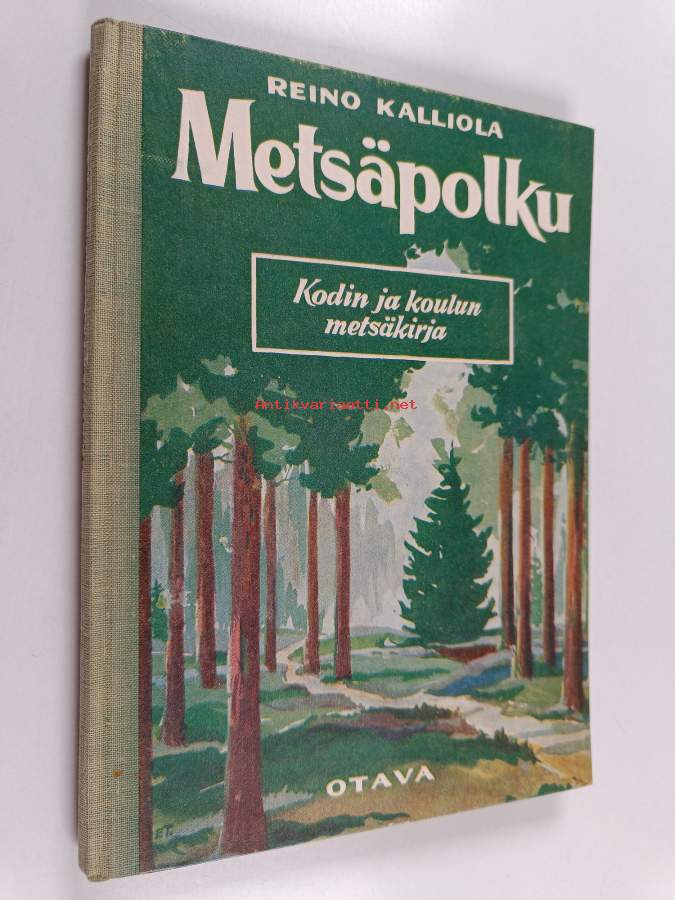 REINO KALLIOLA
Metsäpolku
Kodin ja koulun
metsäkirja
Antikvariaatti.net
OTAVA
F.T.